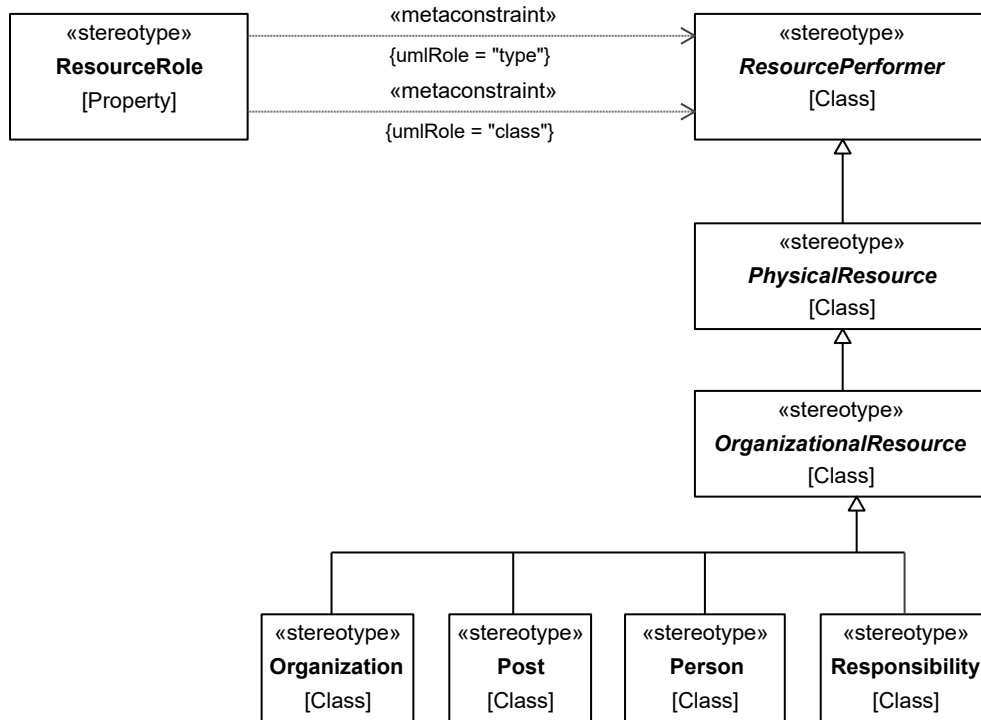 «stereotype»
ResourceRole
[Property]
«metaconstraint»
{umlRole = "type"}
«metaconstraint»
{umlRole = "class"}
«stereotype»
ResourcePerformer
[Class]
«stereotype»
PhysicalResource
[Class]
«stereotype»
OrganizationalResource
[Class]
«stereotype»
Organization
[Class]
«stereotype»
Post
[Class]
«stereotype»
Person
[Class]
«stereotype»
Responsibility
[Class]